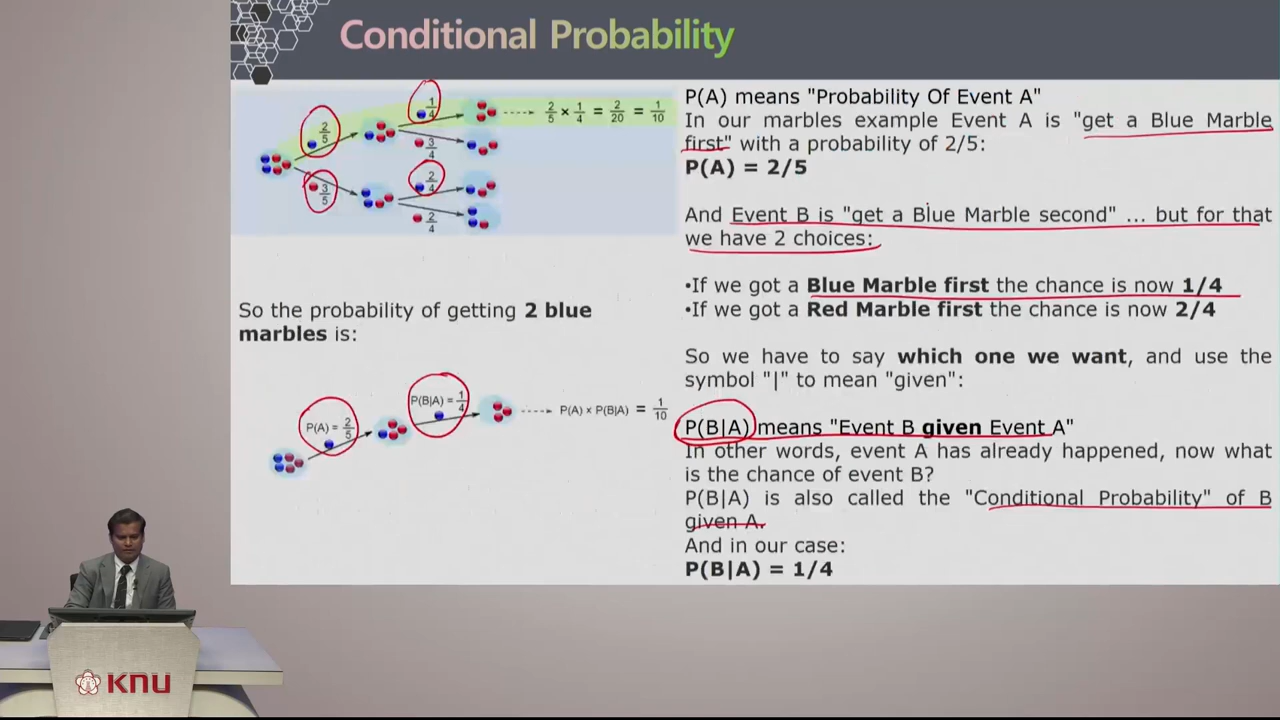 Conditional Probability
2/5
1/4
2/5 × 1/4 = 2/20 = 1/10
3/4
3/5
2/4
2/4
So the probability of getting 2 blue
marbles is:
P(A) = 2/5
P(B|A) = 1/4
P(A) x P(B|A) = 1/10
P(A) means "Probability Of Event A"
In our marbles example Event A is "get a Blue Marble
first" with a probability of 2/5:
P(A) = 2/5
And Event B is "get a Blue Marble second" ... but for that
we have 2 choices:
•If we got a Blue Marble first the chance is now 1/4
•If we got a Red Marble first the chance is now 2/4
So we have to say which one we want, and use the
symbol "|" to mean "given":
P(B|A) means "Event B given Event A"
In other words, event A has already happened, now what
is the chance of event B?
P(B|A) is also called the "Conditional Probability" of B
given A.
And in our case:
P(B|A) = 1/4
KNU